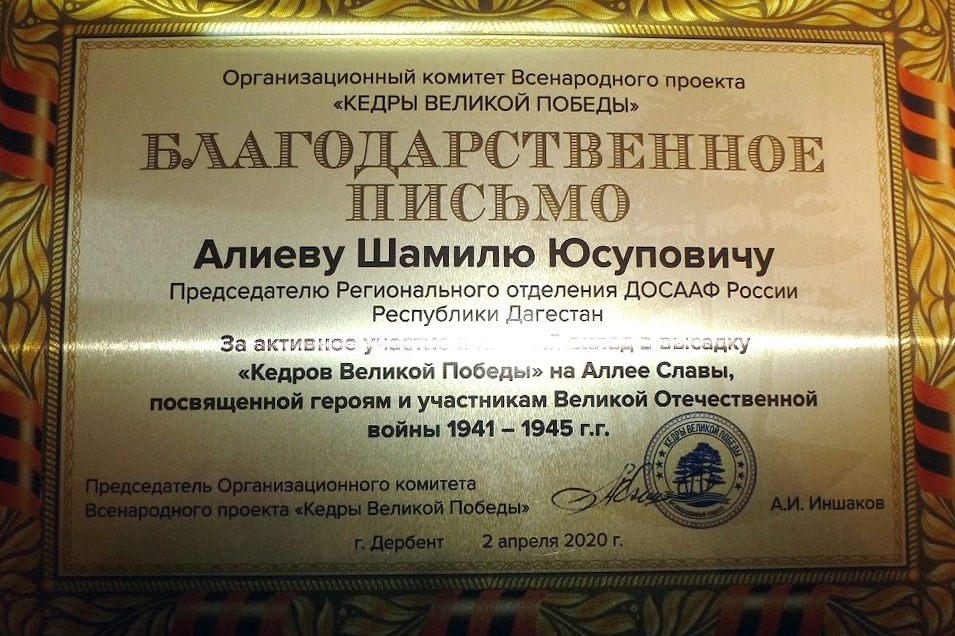 Организационный комитет Всенародного проекта
«КЕДРЫ ВЕЛИКОЙ ПОБЕДЫ»
БЛАГОДАРСТВЕННОЕ
ПИСЬМО
Алиеву Шамилю Юсуповичу
Председателю Регионального отделения ДОСААФ России
Республики Дагестан
За активное участие вклад в высадку
«Кедров Великой Победы» на Аллее Славы,
посвященной героям и участникам Великой Отечественной
войны 1941 – 1945 г.г.
КЕДРЫ ВЕЛИКОЙ ПОБЕДЫ
Председатель Организационного комитета
Всенародного проекта «Кедры Великой Победы»
А.И. Иншаков
г. Дербент 2 апреля 2020 г.